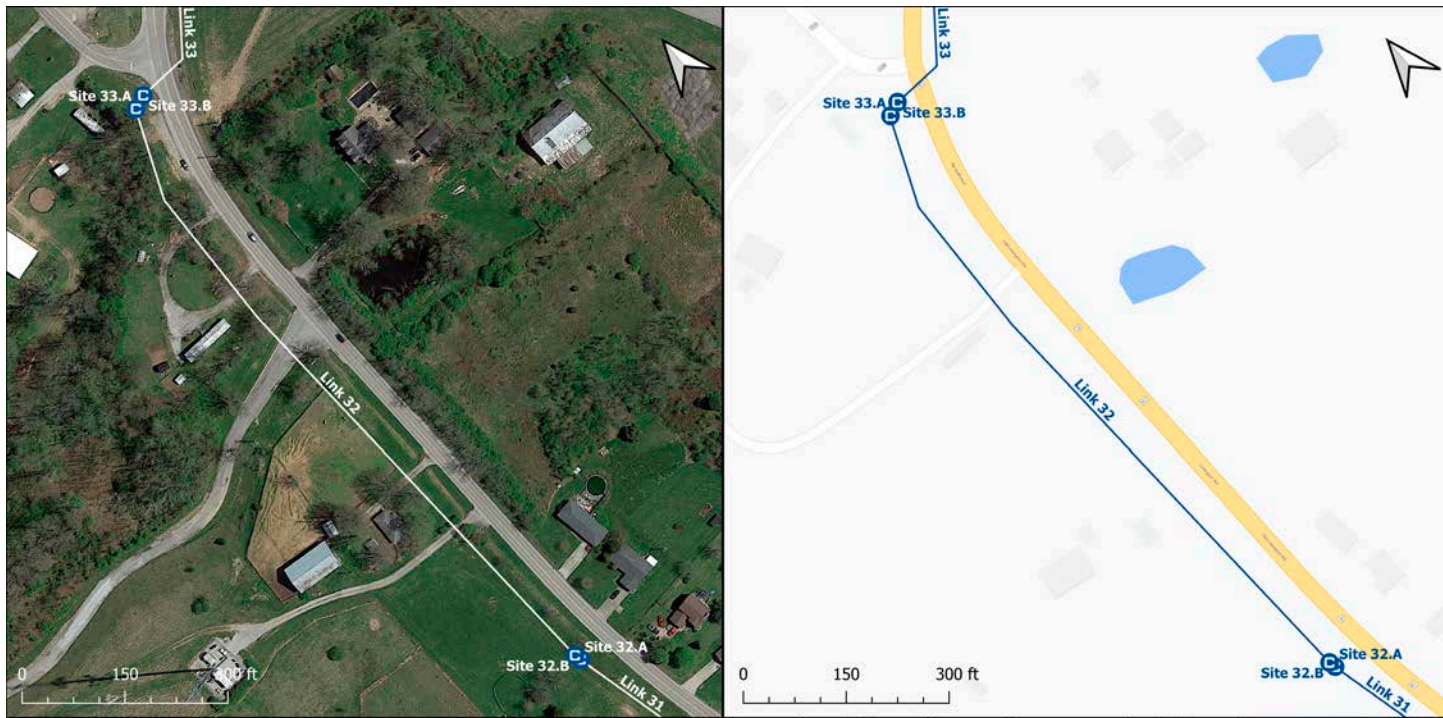 Link 33
Site 33.A
C
Site 33.B
C
Link 32
Site 32.A
C
Site 32.B
Link 31
0 150 300 ft
Link 33
Site 33.A
C
Site 33.B
C
Link 32
Site 32.A
C
Site 32.B
Link 31
0 150 300 ft